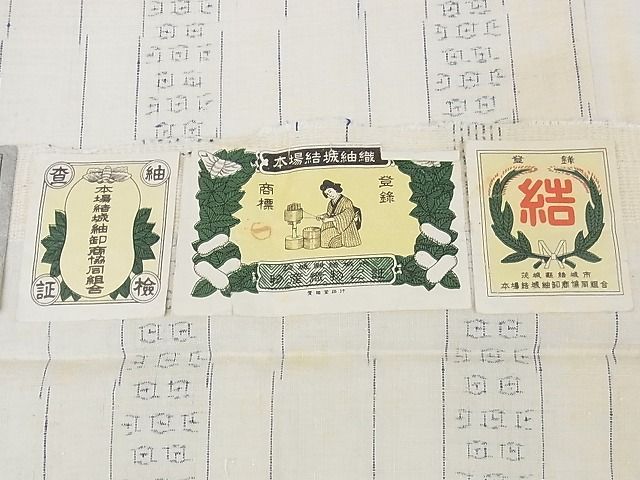 査 紬
本場結城紬卸商協同組合
証 検
本場結城紬織
商標 登録
登録
結
茨城縣結城市
本場結城紬卸商協同組合